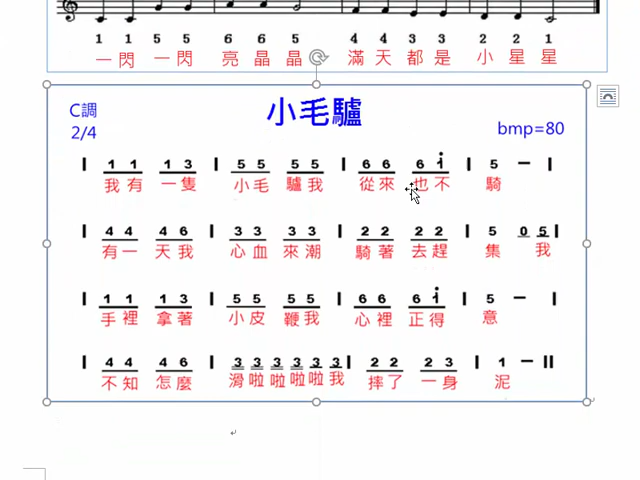 1 1 5 5 6 6 5 4 4 3 3 2 2 1
一閃 一閃 亮 晶 晶 滿 天 都 是 小 星 星
小毛驢
C調
2/4
bmp=80
| 1 1 1 3 | 5 5 5 5 | 6 6 6 i | 5 — |
我有 一隻 小毛 驢我 從來 也不 騎
| 4 4 4 6 | 3 3 3 3 | 2 2 2 2 | 5 0 5 |
有一 天我 心血 來潮 騎著 去趕 集 我
| 1 1 1 3 | 5 5 5 5 | 6 6 6 i | 5 — |
手裡 拿著 小皮 鞭我 心裡 正得 意
| 4 4 4 6 | 3 3 3 3 3 3 | 2 2 2 3 | 1 — ||
不知 怎麼 滑啦啦啦啦我 摔了 一身 泥